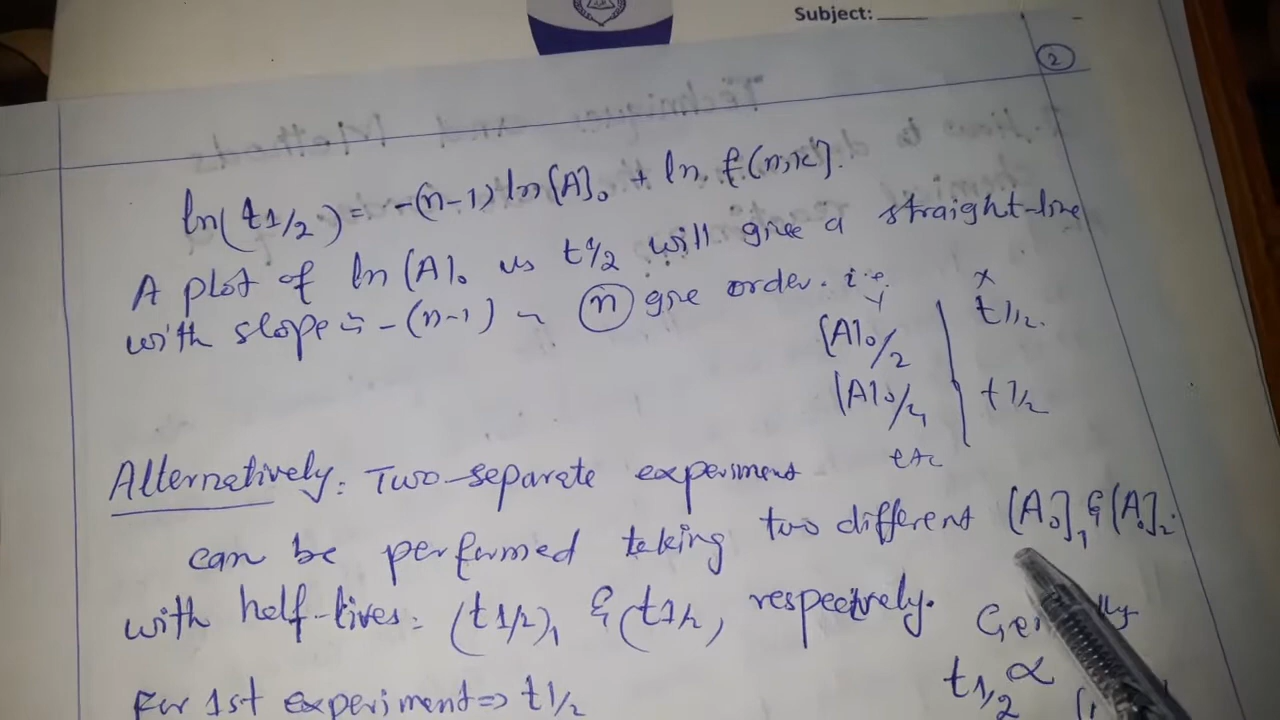 Subject:
2
ln(t1/2) = -(n-1) ln[A]₀ + ln f(n,k].
A plot of ln[A]₀ vs t1/2 will give a straight-line
with slope = -(n-1) ~ n give order. i.e
y x
[A]₀/2 t1/2.
[A]₀/4 t1/2
etc
Alternatively: Two-separate experiment
can be performed taking two different [A₀]₁ & [A₀]₂.
with half-lives: (t1/2)₁ & (t1/2 respectively.
For 1st experiment => t1/2
t1/2 ∝